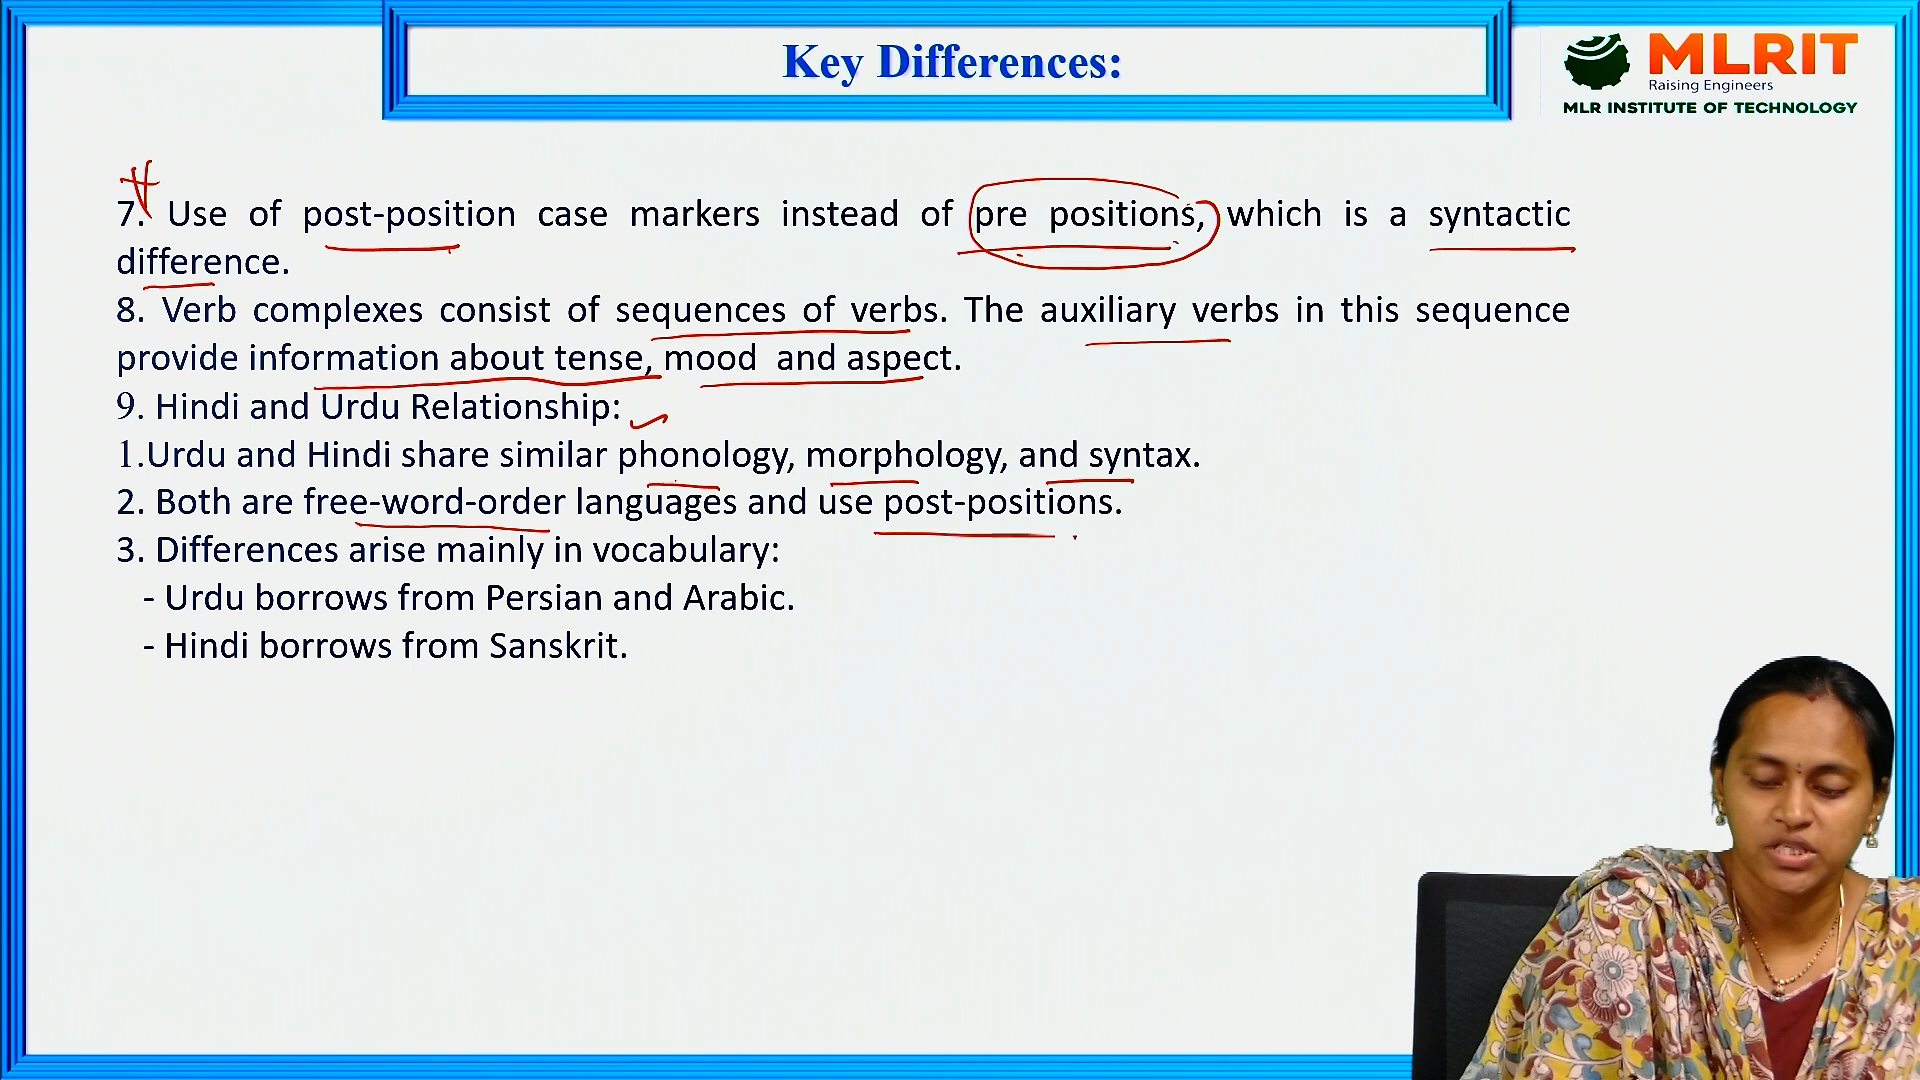 Key Differences:
MLRIT
Raising Engineers
MLR INSTITUTE OF TECHNOLOGY
7. Use of post-position case markers instead of pre positions, which is a syntactic
difference.
8. Verb complexes consist of sequences of verbs. The auxiliary verbs in this sequence
provide information about tense, mood and aspect.
9. Hindi and Urdu Relationship:
1.Urdu and Hindi share similar phonology, morphology, and syntax.
2. Both are free-word-order languages and use post-positions.
3. Differences arise mainly in vocabulary:
- Urdu borrows from Persian and Arabic.
- Hindi borrows from Sanskrit.